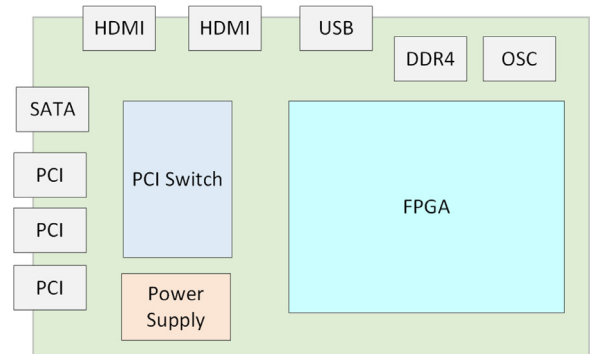 HDMI
HDMI
USB
DDR4
OSC
SATA
PCI
PCI Switch
PCI
FPGA
PCI
Power
Supply